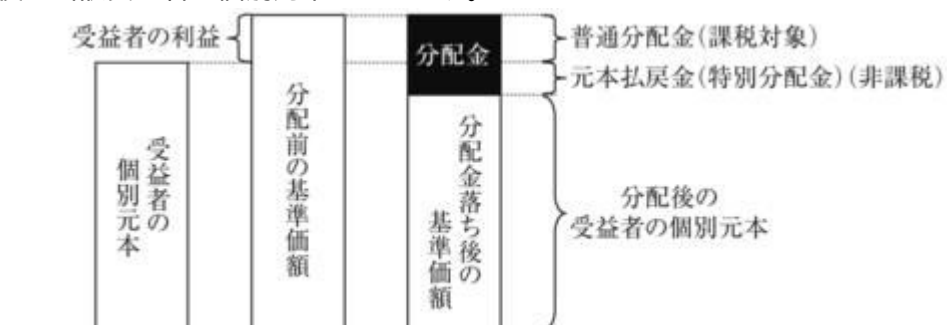 受益者の利益
分配金
普通分配金(課税対象)
元本払戻金(特別分配金)(非課税)
受益者の
個別元本
分配前の基準価額
分配金落ち後の
基準価額
分配後の
受益者の個別元本